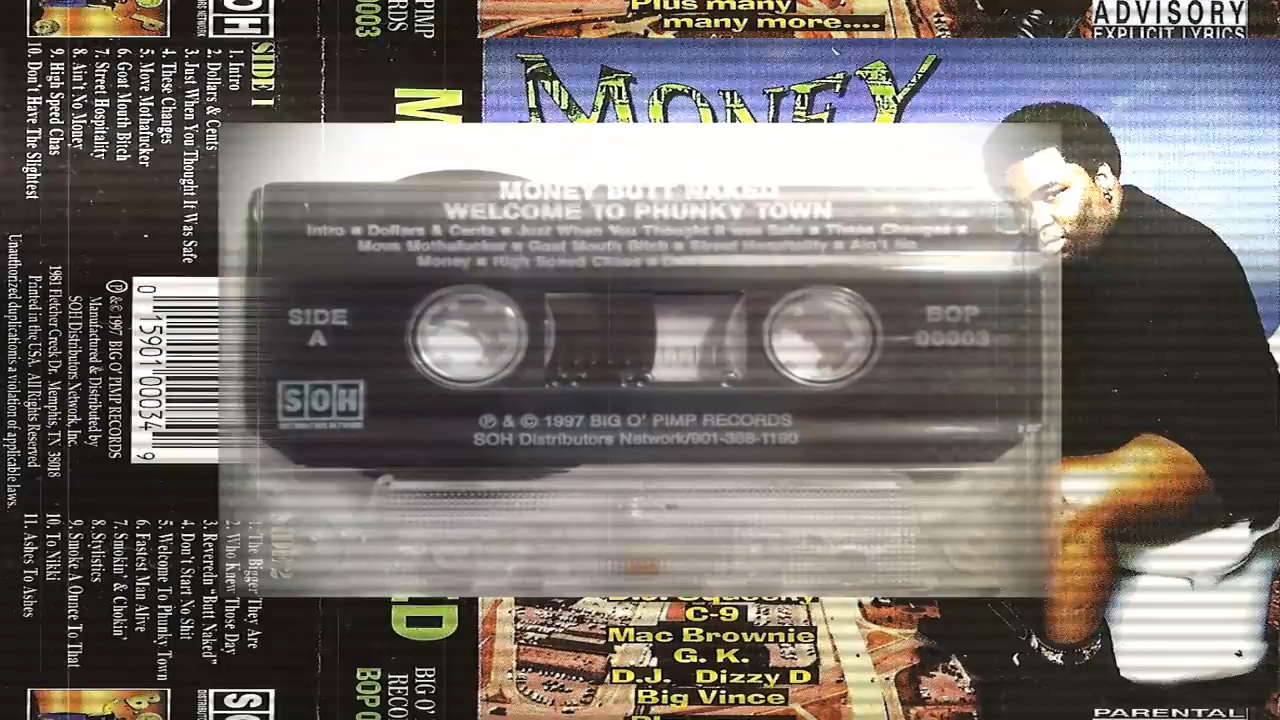 Plus many
many more....
ADVISORY
EXPLICIT LYRICS
PIMP
RECORDS
00003
SOH
SIDE 1
1. Intro
2. Dollars & Cents
3. Just When You Thought It Was Safe
4. These Changes
5. Move Mothafucker
6. Goat Mouth Bitch
7. Street Hospitality
8. Ain't No Money
9. High Speed Chas
10. Don't Have The Slightest
0 15901 00034 9
℗ & © 1997 BIG O' PIMP RECORDS
Manufactured & Distributed by
SOH Distributors Network, Inc.
1981 Fletcher Creek Dr. Memphis, TN 38018
Printed in the USA. All Rights Reserved
Unauthorized duplication is a violation of applicable laws.
SIDE 2
1. The Bigger They Are
2. Who Knew Those Day
3. Reveredn "Butt Naked"
4. Don't Start No Shit
5. Welcome To Phunky Town
6. Fastest Man Alive
7. Smokin' & Chokin'
8. Stylistics
9. Smoke A Ounce To That
10. To Nikki
11. Ashes To Ashes
MONEY
MONEY BUTT NAKED
WELCOME TO PHUNKY TOWN
Intro ■ Dollars & Cents ■ Just When You Thought It was Safe ■ These Changes ■
Move Mothafucker ■ Goat Mouth Bitch ■ Street Hospitality ■ Ain't No
Money ■ High Speed Chase ■
SIDE
A
BOP
00003
SOH
℗ & © 1997 BIG O' PIMP RECORDS
SOH Distributors Network/901-388-1190
C-9
Mac Brownie
G. K.
D.J. Dizzy D
Big Vince
BIG O'
BOP
PARENTAL